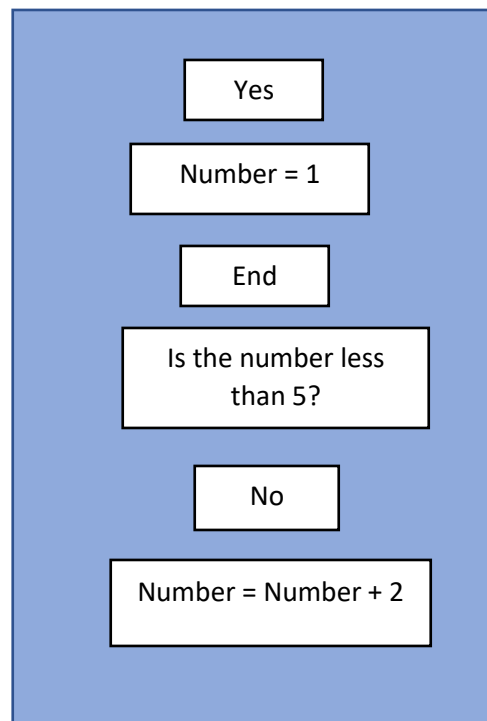 Yes
Number = 1
End
Is the number less
than 5?
No
Number = Number + 2